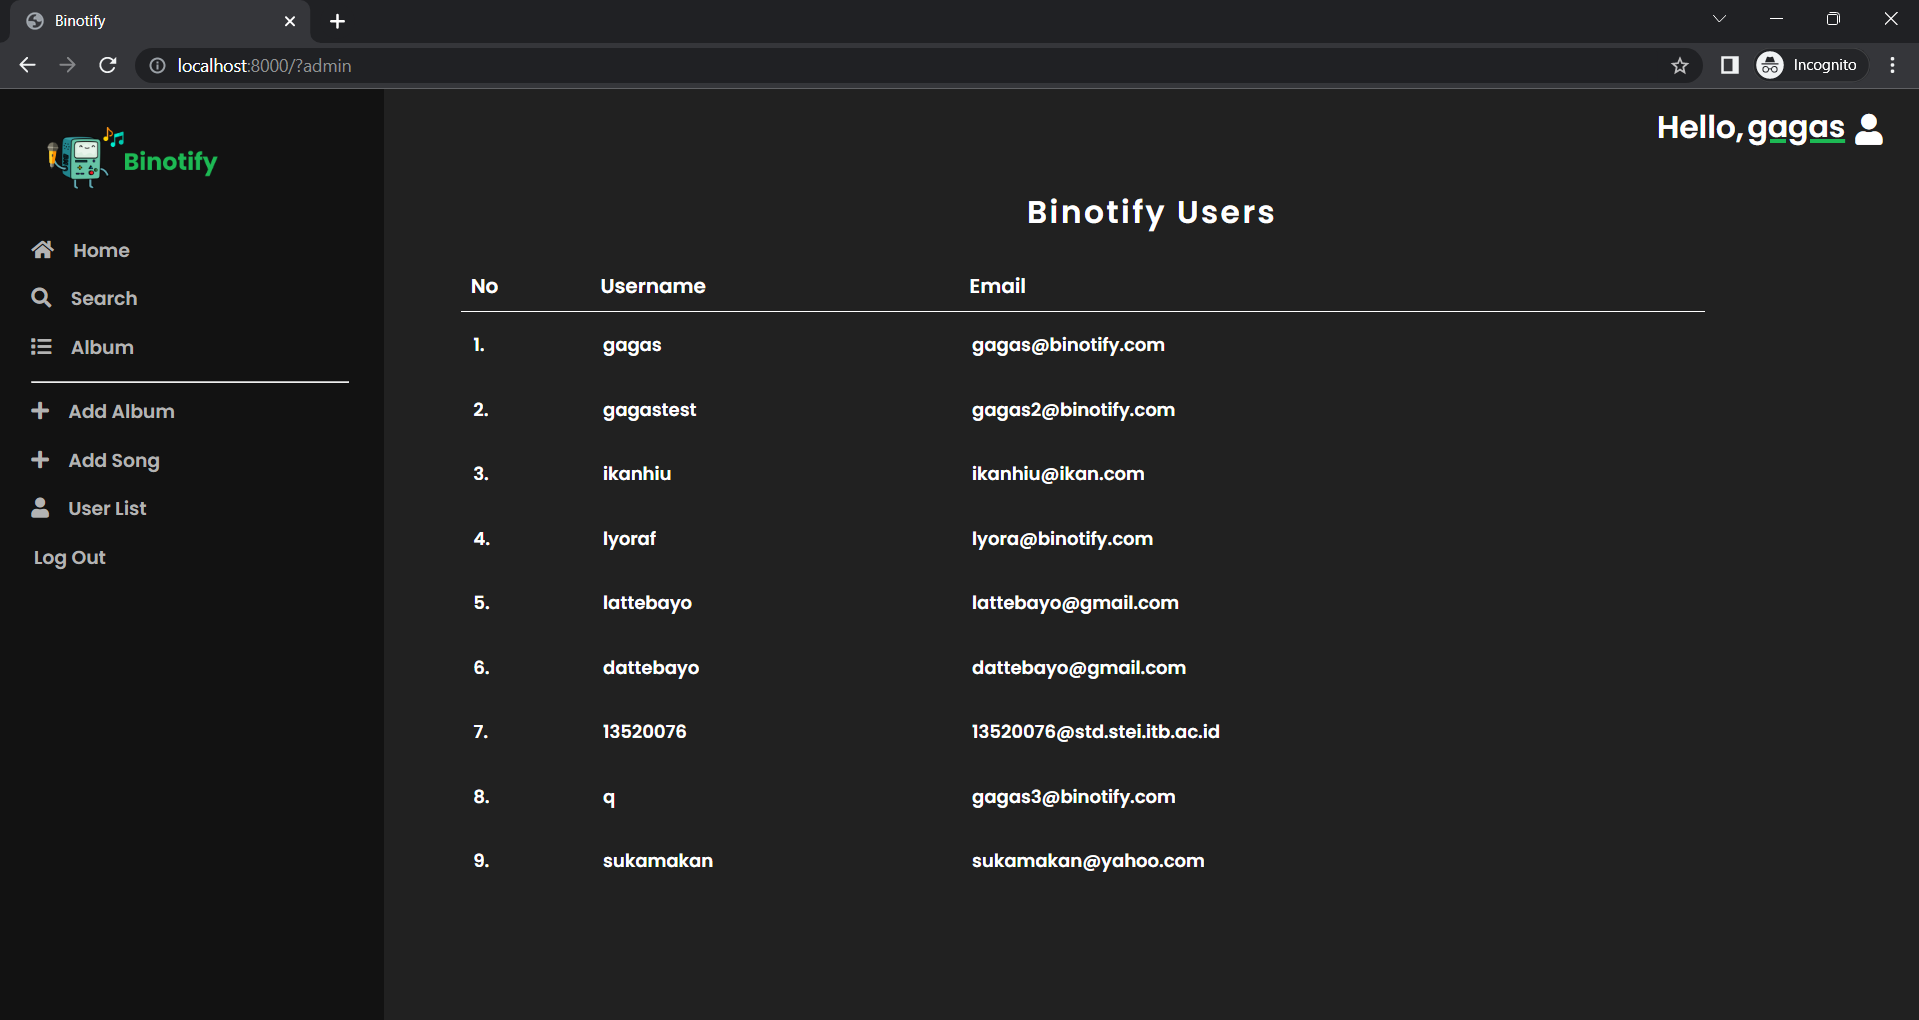 Binotify
localhost:8000/?admin
Incognito
Binotify
Hello, gagas
Home
Search
Album
Add Album
Add Song
User List
Log Out
Binotify Users
No Username Email
1. gagas gagas@binotify.com
2. gagastest gagas2@binotify.com
3. ikanhiu ikanhiu@ikan.com
4. lyoraf lyora@binotify.com
5. lattebayo lattebayo@gmail.com
6. dattebayo dattebayo@gmail.com
7. 13520076 13520076@std.stei.itb.ac.id
8. q gagas3@binotify.com
9. sukamakan sukamakan@yahoo.com